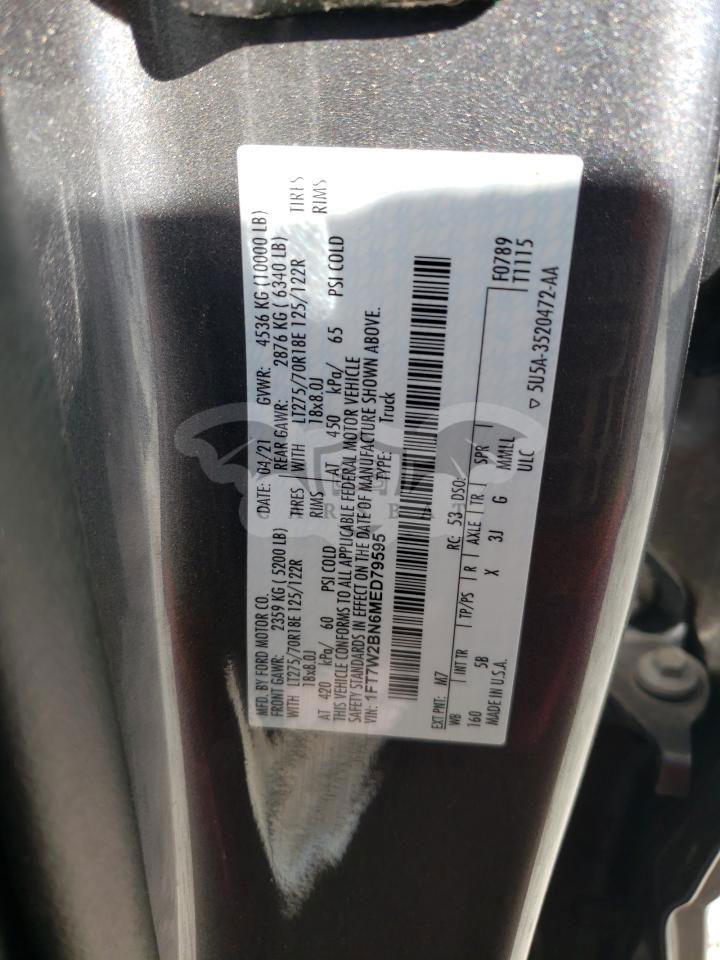 MFD. BY FORD MOTOR CO. DATE: 04/21 GVWR: 4536 KG (10000 LB)
FRONT GAWR: 2359 KG ( 5200 LB) REAR GAWR: 2876 KG ( 6340 LB)
WITH LT275/70R18E 125/122R TIRES WITH LT275/70R18E 125/122R TIRES
18x8.0J RIMS 18x8.0J RIMS
AT 420 kPa/ 60 PSI COLD AT 450 kPa/ 65 PSI COLD
THIS VEHICLE CONFORMS TO ALL APPLICABLE FEDERAL MOTOR VEHICLE
SAFETY STANDARDS IN EFFECT ON THE DATE OF MANUFACTURE SHOWN ABOVE.
VIN: 1FT7W2BN6MED79595 TYPE: Truck
EXT PNT: M7 RC: 53 DSO: F0789
WB INT TR TP/PS R AXLE TR SPR T1115
160 5B X 3J G MMMLL
MADE IN U.S.A. ULC
▽ 5U5A-3520472-AA